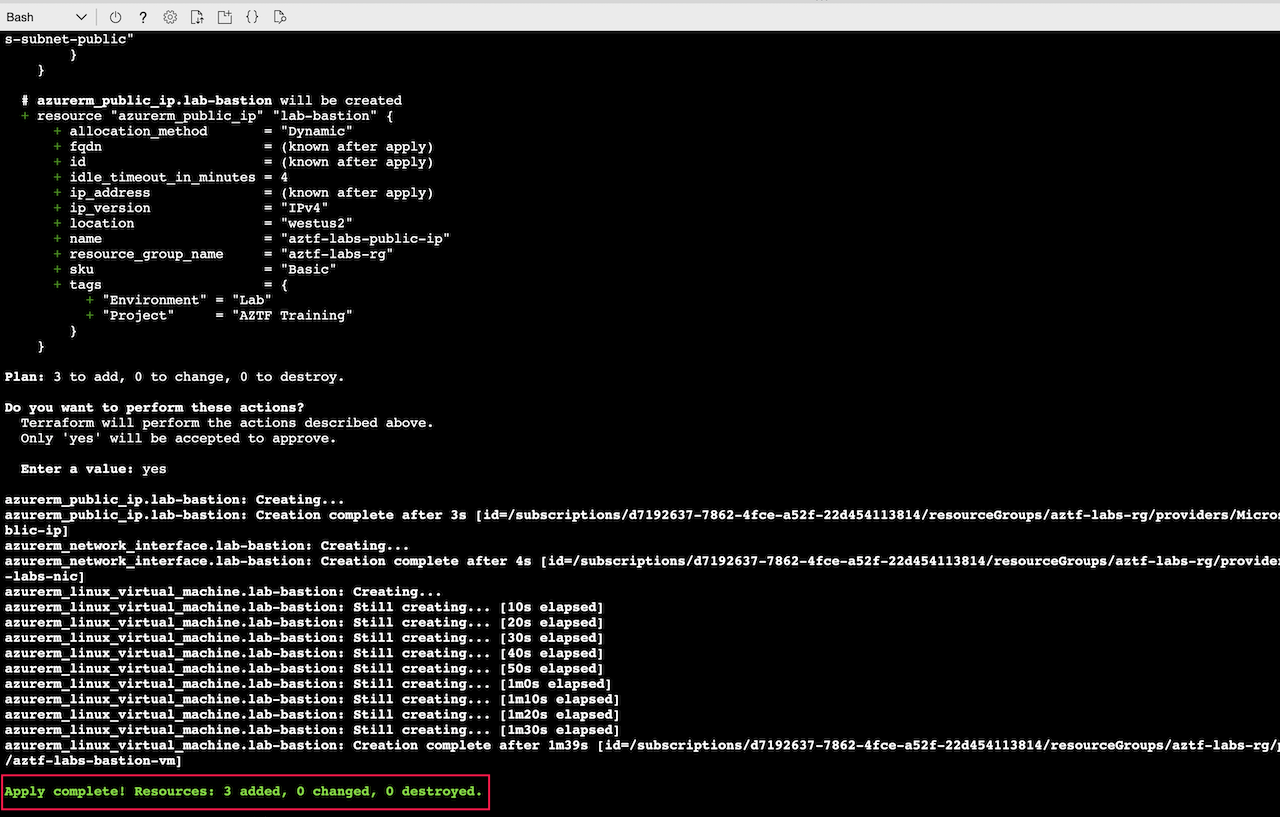 Bash
s-subnet-public"
        }
    }
  # azurerm_public_ip.lab-bastion will be created
  + resource "azurerm_public_ip" "lab-bastion" {
      + allocation_method       = "Dynamic"
      + fqdn                    = (known after apply)
      + id                      = (known after apply)
      + idle_timeout_in_minutes = 4
      + ip_address              = (known after apply)
      + ip_version              = "IPv4"
      + location                = "westus2"
      + name                    = "aztf-labs-public-ip"
      + resource_group_name     = "aztf-labs-rg"
      + sku                     = "Basic"
      + tags                    = {
          + "Environment" = "Lab"
          + "Project"     = "AZTF Training"
        }
    }
Plan: 3 to add, 0 to change, 0 to destroy.
Do you want to perform these actions?
  Terraform will perform the actions described above.
  Only 'yes' will be accepted to approve.
  Enter a value: yes
azurerm_public_ip.lab-bastion: Creating...
azurerm_public_ip.lab-bastion: Creation complete after 3s [id=/subscriptions/d7192637-7862-4fce-a52f-22d454113814/resourceGroups/aztf-labs-rg/providers/Micros
blic-ip]
azurerm_network_interface.lab-bastion: Creating...
azurerm_network_interface.lab-bastion: Creation complete after 4s [id=/subscriptions/d7192637-7862-4fce-a52f-22d454113814/resourceGroups/aztf-labs-rg/provider
-labs-nic]
azurerm_linux_virtual_machine.lab-bastion: Creating...
azurerm_linux_virtual_machine.lab-bastion: Still creating... [10s elapsed]
azurerm_linux_virtual_machine.lab-bastion: Still creating... [20s elapsed]
azurerm_linux_virtual_machine.lab-bastion: Still creating... [30s elapsed]
azurerm_linux_virtual_machine.lab-bastion: Still creating... [40s elapsed]
azurerm_linux_virtual_machine.lab-bastion: Still creating... [50s elapsed]
azurerm_linux_virtual_machine.lab-bastion: Still creating... [1m0s elapsed]
azurerm_linux_virtual_machine.lab-bastion: Still creating... [1m10s elapsed]
azurerm_linux_virtual_machine.lab-bastion: Still creating... [1m20s elapsed]
azurerm_linux_virtual_machine.lab-bastion: Still creating... [1m30s elapsed]
azurerm_linux_virtual_machine.lab-bastion: Creation complete after 1m39s [id=/subscriptions/d7192637-7862-4fce-a52f-22d454113814/resourceGroups/aztf-labs-rg/p
/aztf-labs-bastion-vm]
Apply complete! Resources: 3 added, 0 changed, 0 destroyed.